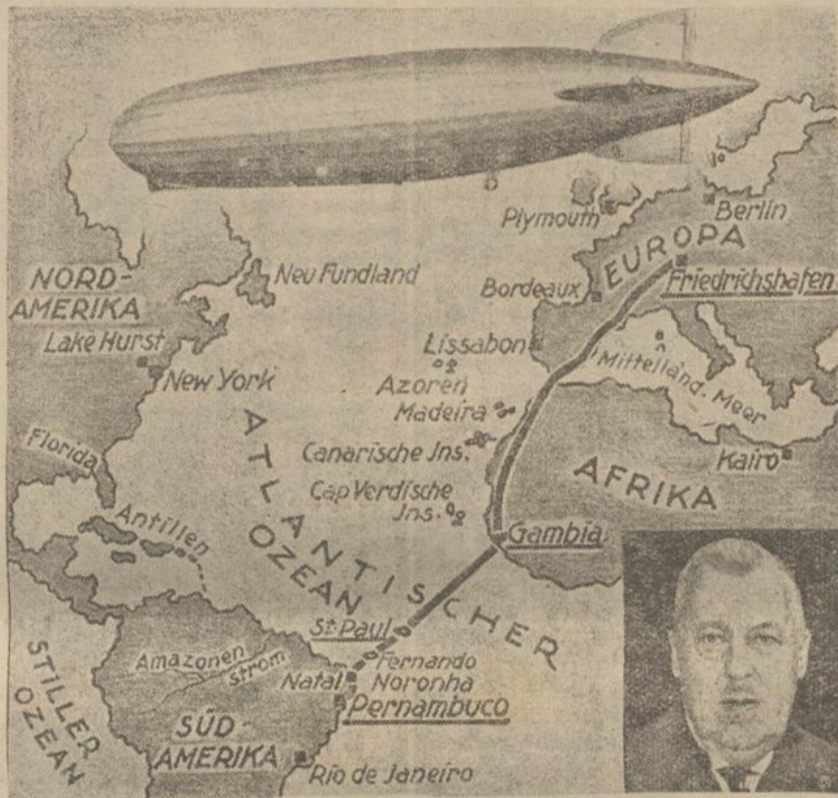 Plymouth
Berlin
EUROPA
NORD-
AMERIKA
Neu Fundland
Bordeaux
Friedrichshafen
Lake Hurst
New York
Lissabon
Azoren
Mittelländ. Meer
Madeira
Florida
Canarische Jns.
Kairo
AFRIKA
Cap Verdische
Jns.
Antillen
ATLANTISCHER
OZEAN
Gambia
St. Paul
Amazonen
strom
Fernando
Noronha
Natal
Pernambuco
STILLER
OZEAN
SÜD-
AMERIKA
Rio de Janeiro